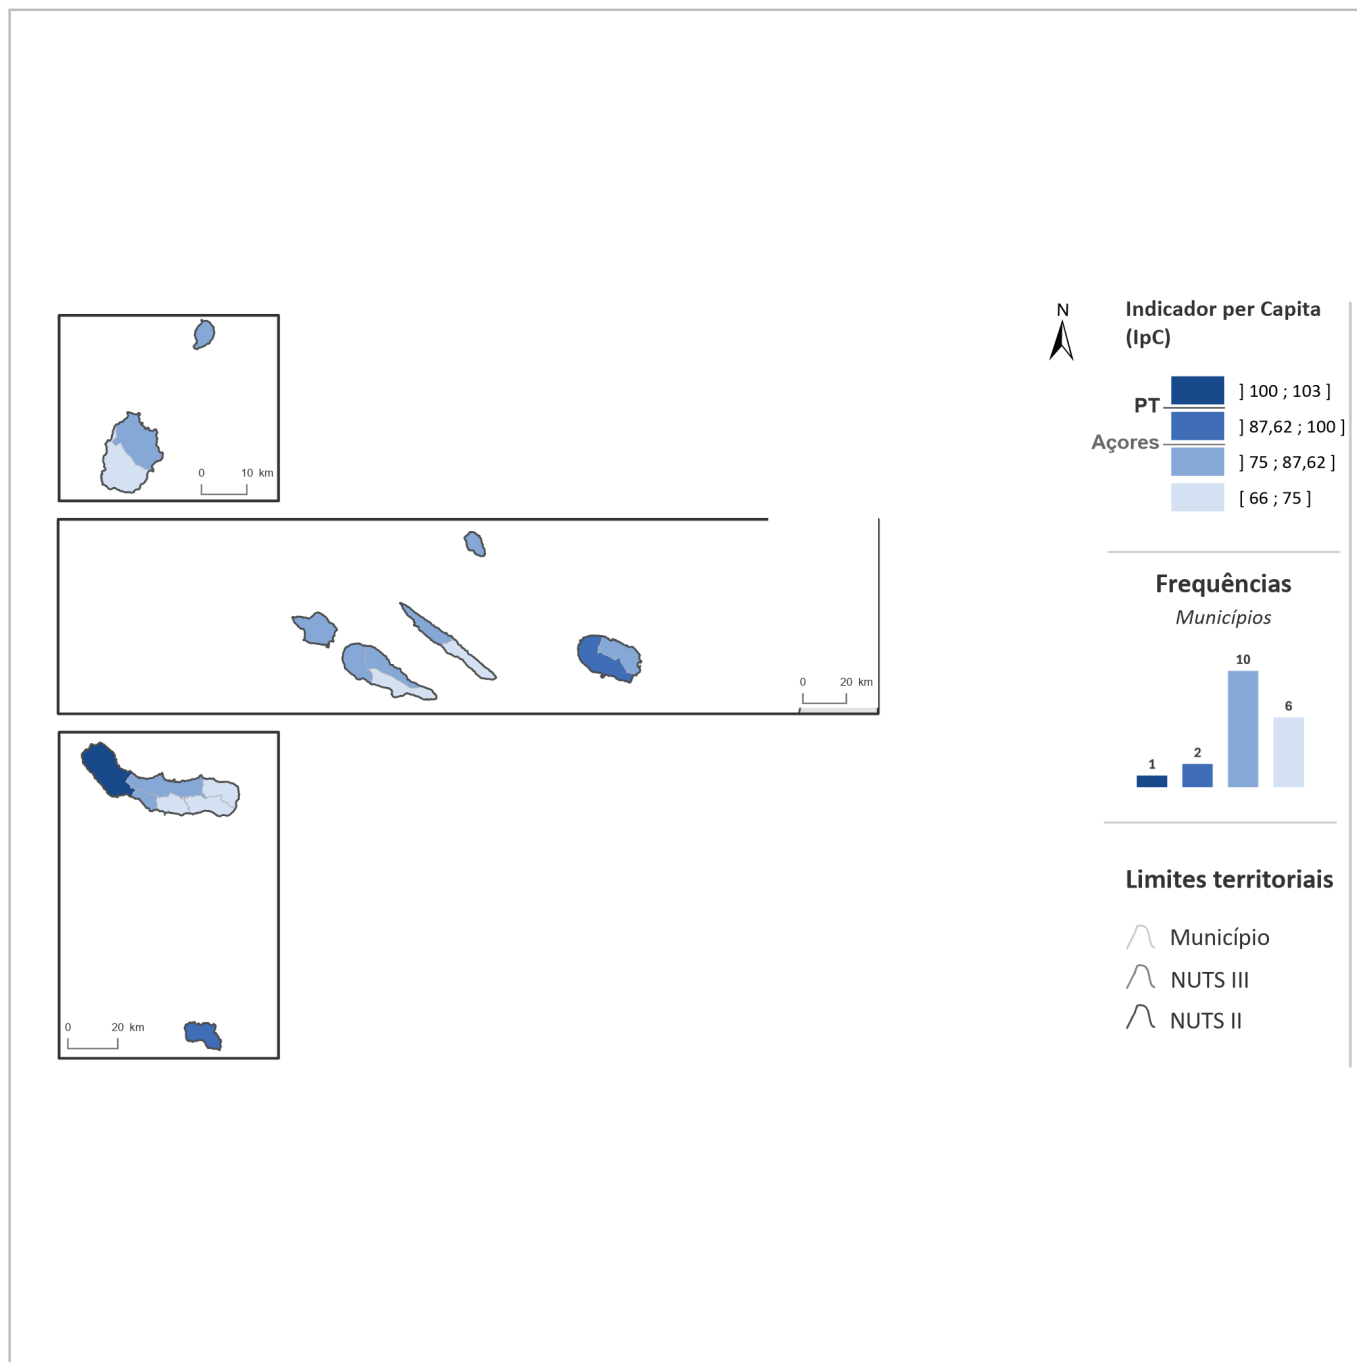 N
Indicador per Capita
(IpC)
] 100 ; 103 ]
PT
] 87,62 ; 100 ]
Açores
] 75 ; 87,62 ]
[ 66 ; 75 ]
0 10 km
Frequências
Municípios
10
6
2
1
0 20 km
Limites territoriais
Município
NUTS III
NUTS II
0 20 km